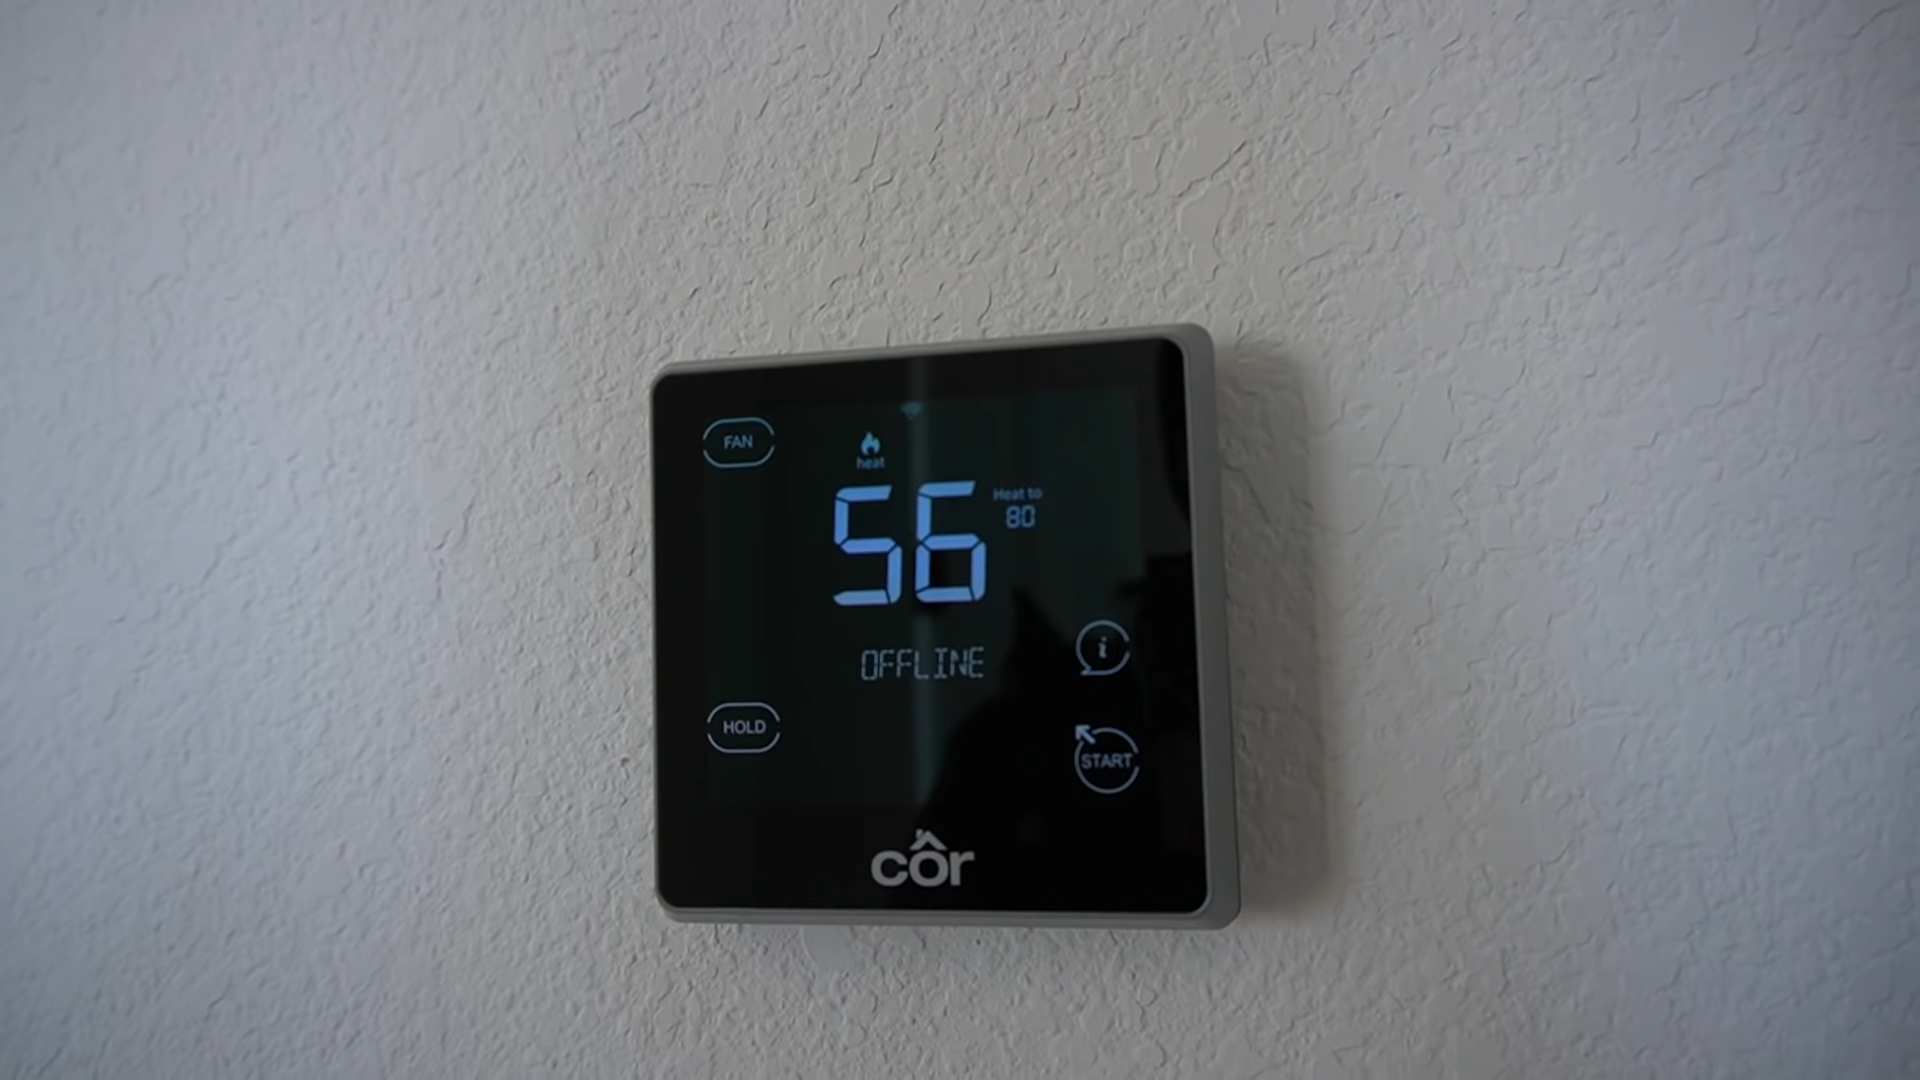 FAN
heat
56
Heat to
80
OFFLINE
i
HOLD
START
côr